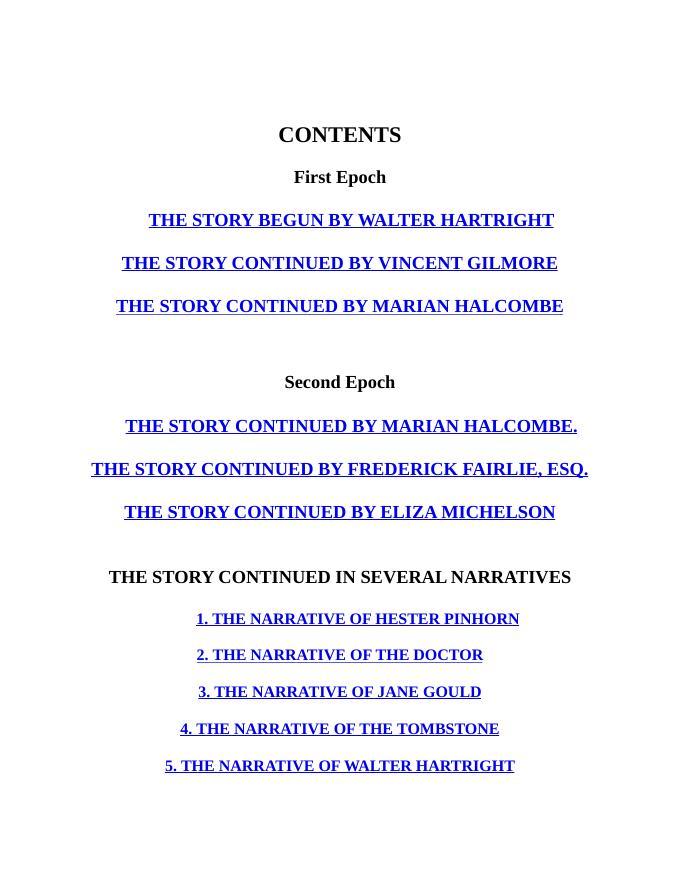 CONTENTS
First Epoch
THE STORY BEGUN BY WALTER HARTRIGHT
THE STORY CONTINUED BY VINCENT GILMORE
THE STORY CONTINUED BY MARIAN HALCOMBE
Second Epoch
THE STORY CONTINUED BY MARIAN HALCOMBE.
THE STORY CONTINUED BY FREDERICK FAIRLIE, ESQ.
THE STORY CONTINUED BY ELIZA MICHELSON
THE STORY CONTINUED IN SEVERAL NARRATIVES
1. THE NARRATIVE OF HESTER PINHORN
2. THE NARRATIVE OF THE DOCTOR
3. THE NARRATIVE OF JANE GOULD
4. THE NARRATIVE OF THE TOMBSTONE
5. THE NARRATIVE OF WALTER HARTRIGHT